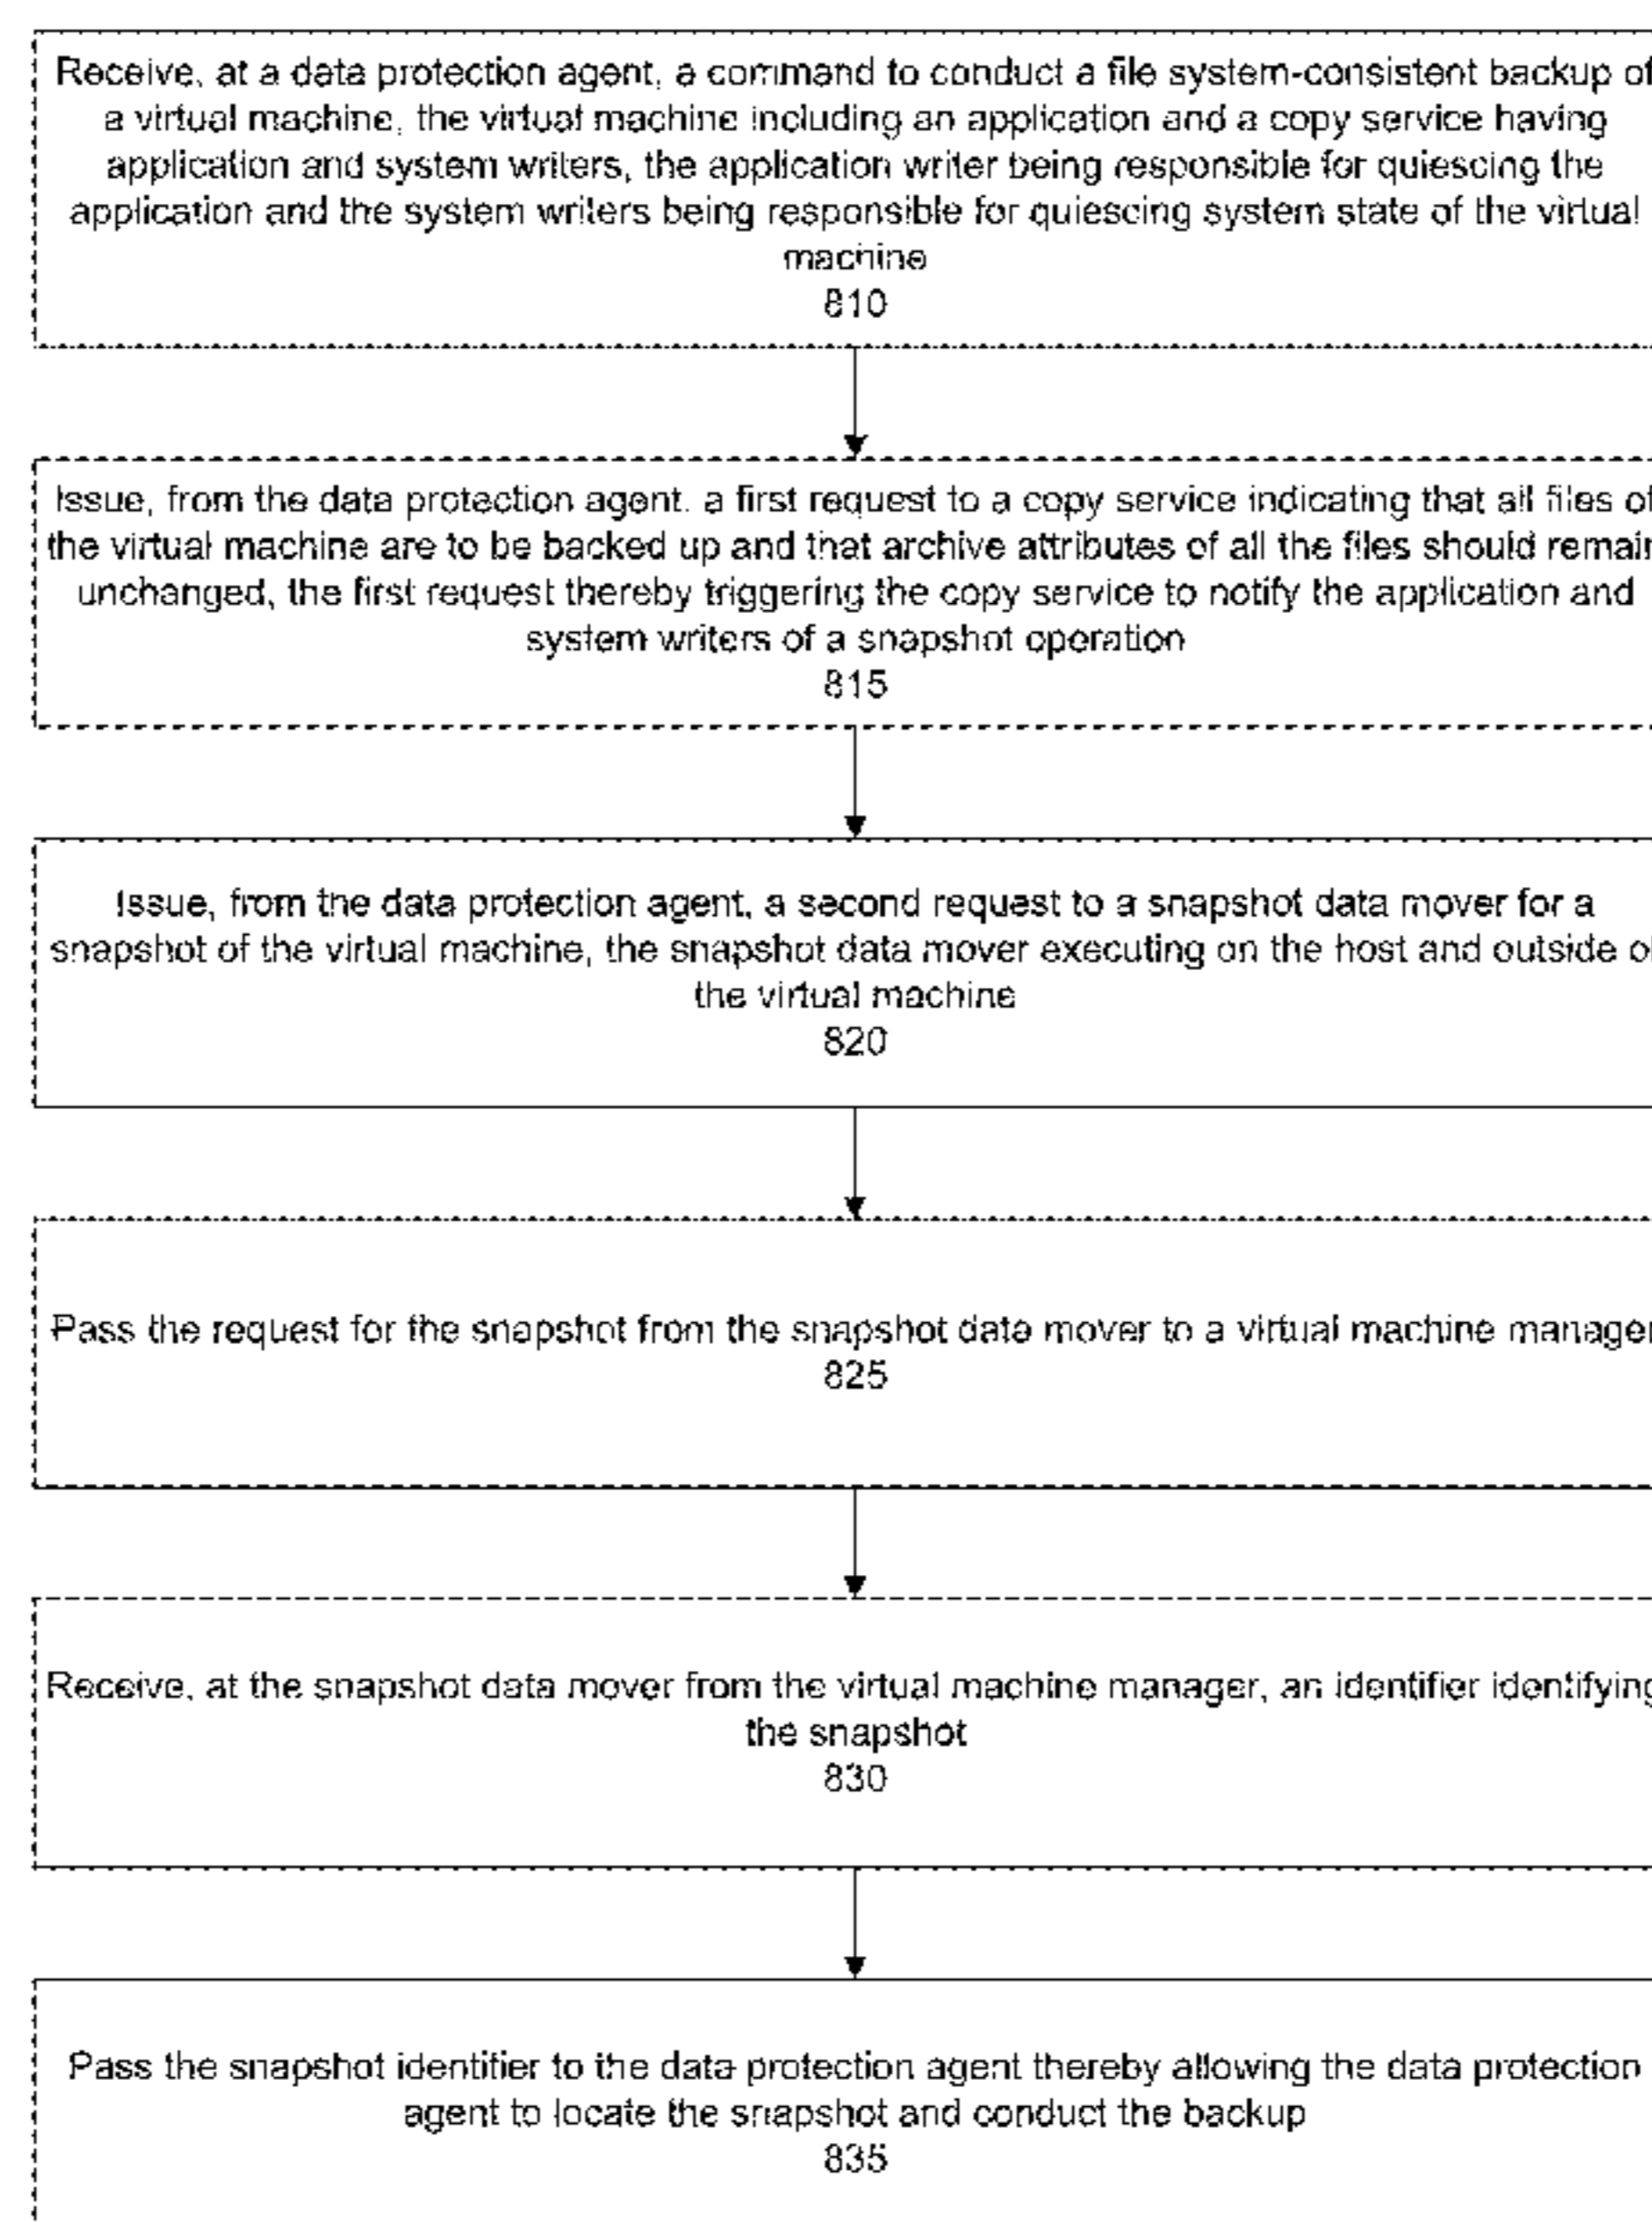 Receive, at a data protection agent, a command to conduct a file system-consistent backup of
a virtual machine, the virtual machine including an application and a copy service having
application and system writers, the application writer being responsible for quiescing the
application and the system writers being responsible for quiescing system state of the virtual
machine
810
Issue, from the data protection agent, a first request to a copy service indicating that all files of
the virtual machine are to be backed up and that archive attributes of all the files should remain
unchanged, the first request thereby triggering the copy service to notify the application and
system writers of a snapshot operation
815
Issue, from the data protection agent, a second request to a snapshot data mover for a
snapshot of the virtual machine, the snapshot data mover executing on the host and outside of
the virtual machine
820
Pass the request for the snapshot from the snapshot data mover to a virtual machine manager
825
Receive, at the snapshot data mover from the virtual machine manager, an identifier identifying
the snapshot
830
Pass the snapshot identifier to the data protection agent thereby allowing the data protection
agent to locate the snapshot and conduct the backup
835